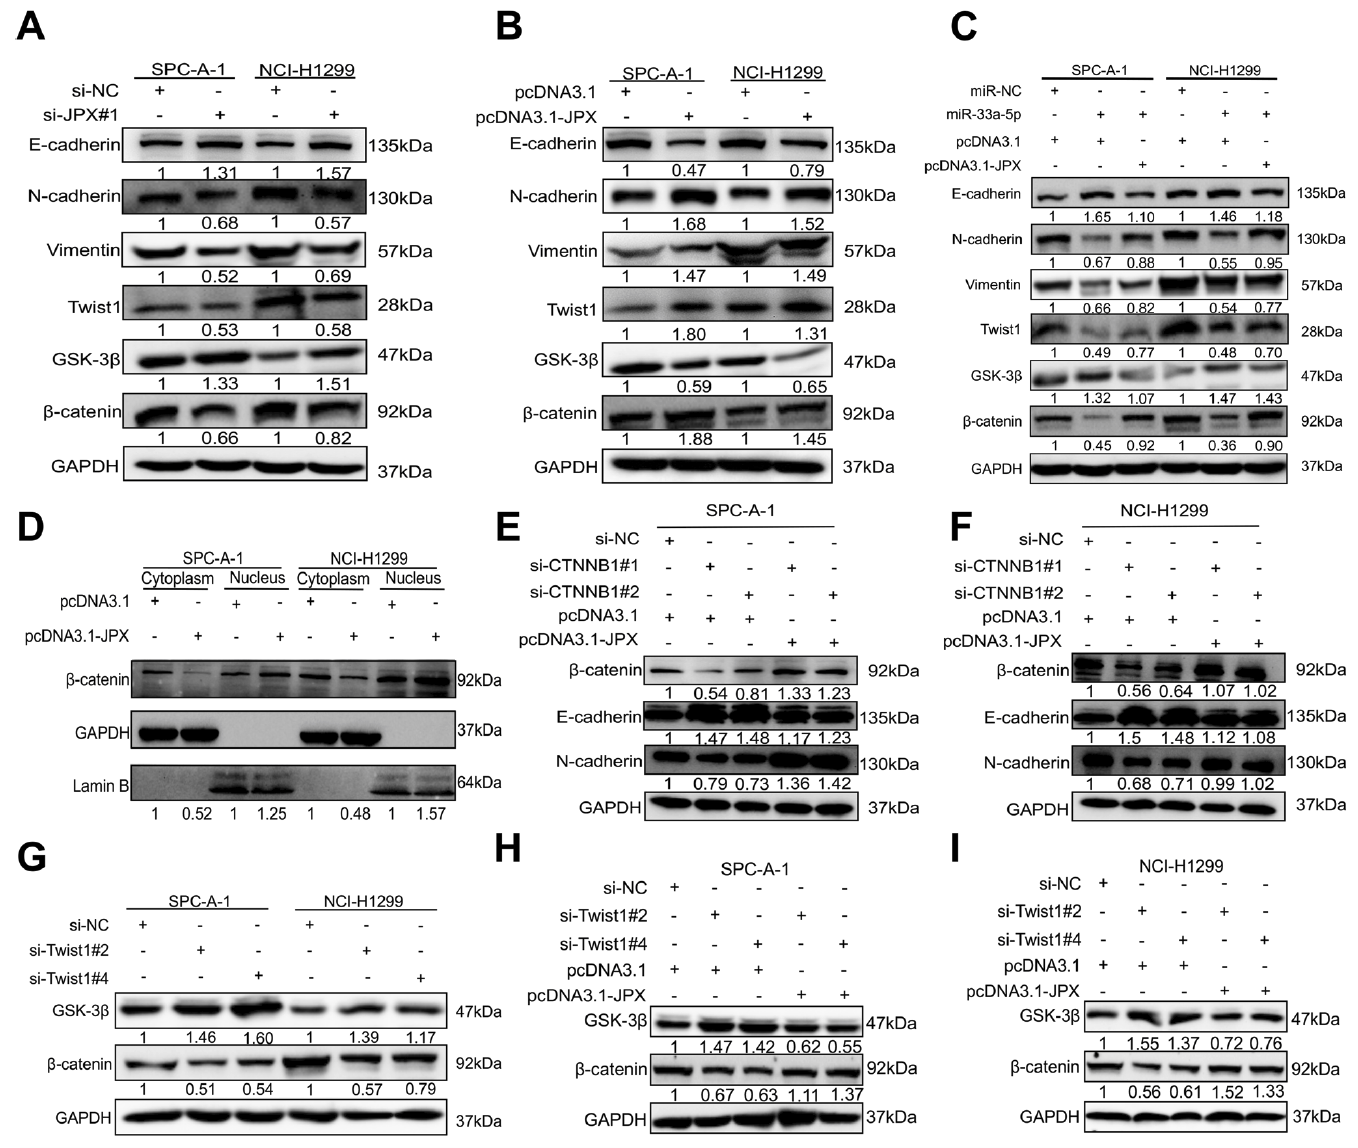 A
SPC-A-1 NCI-H1299
si-NC + - + -
si-JPX#1 - + - +
E-cadherin 135kDa
1 1.31 1 1.57
N-cadherin 130kDa
1 0.68 1 0.57
Vimentin 57kDa
1 0.52 1 0.69
Twist1 28kDa
1 0.53 1 0.58
GSK-3β 47kDa
1 1.33 1 1.51
β-catenin 92kDa
1 0.66 1 0.82
GAPDH 37kDa
B
SPC-A-1 NCI-H1299
pcDNA3.1 + - + -
pcDNA3.1-JPX - + - +
E-cadherin 135kDa
1 0.47 1 0.79
N-cadherin 130kDa
1 1.68 1 1.52
Vimentin 57kDa
1 1.47 1 1.49
Twist1 28kDa
1 1.80 1 1.31
GSK-3β 47kDa
1 0.59 1 0.65
β-catenin 92kDa
1 1.88 1 1.45
GAPDH 37kDa
C
SPC-A-1 NCI-H1299
miR-NC + - - + - -
miR-33a-5p - + + - + +
pcDNA3.1 + + - + + -
pcDNA3.1-JPX - - + - - +
E-cadherin 135kDa
1 1.65 1.10 1 1.46 1.18
N-cadherin 130kDa
1 0.67 0.88 1 0.55 0.95
Vimentin 57kDa
1 0.66 0.82 1 0.54 0.77
Twist1 28kDa
1 0.49 0.77 1 0.48 0.70
GSK-3β 47kDa
1 1.32 1.07 1 1.47 1.43
β-catenin 92kDa
1 0.45 0.92 1 0.36 0.90
GAPDH 37kDa
D
SPC-A-1 NCI-H1299
Cytoplasm Nucleus Cytoplasm Nucleus
pcDNA3.1 + - + - + - + -
pcDNA3.1-JPX - + - + - + - +
β-catenin 92kDa
GAPDH 37kDa
Lamin B 64kDa
1 0.52 1 1.25 1 0.48 1 1.57
E
SPC-A-1
si-NC + - - - -
si-CTNNB1#1 - + - + -
si-CTNNB1#2 - - + - +
pcDNA3.1 + + + - -
pcDNA3.1-JPX - - - + +
β-catenin 92kDa
1 0.54 0.81 1.33 1.23
E-cadherin 135kDa
1 1.47 1.48 1.17 1.23
N-cadherin 130kDa
1 0.79 0.73 1.36 1.42
GAPDH 37kDa
F
NCI-H1299
si-NC + - - - -
si-CTNNB1#1 - + - + -
si-CTNNB1#2 - - + - +
pcDNA3.1 + + + - -
pcDNA3.1-JPX - - - + +
β-catenin 92kDa
1 0.56 0.64 1.07 1.02
E-cadherin 135kDa
1 1.5 1.48 1.12 1.08
N-cadherin 130kDa
1 0.68 0.71 0.99 1.02
GAPDH 37kDa
G
SPC-A-1 NCI-H1299
si-NC + - - + - -
si-Twist1#2 - + - - + -
si-Twist1#4 - - + - - +
GSK-3β 47kDa
1 1.46 1.60 1 1.39 1.17
β-catenin 92kDa
1 0.51 0.54 1 0.57 0.79
GAPDH 37kDa
H
SPC-A-1
si-NC + - - - -
si-Twist1#2 - + - + -
si-Twist1#4 - - + - +
pcDNA3.1 + + + - -
pcDNA3.1-JPX - - - + +
GSK-3β 47kDa
1 1.47 1.42 0.62 0.55
β-catenin 92kDa
1 0.67 0.63 1.11 1.37
GAPDH 37kDa
I
NCI-H1299
si-NC + - - - -
si-Twist1#2 - + - + -
si-Twist1#4 - - + - +
pcDNA3.1 + + + - -
pcDNA3.1-JPX - - - + +
GSK-3β 47kDa
1 1.55 1.37 0.72 0.76
β-catenin 92kDa
1 0.56 0.61 1.52 1.33
GAPDH 37kDa